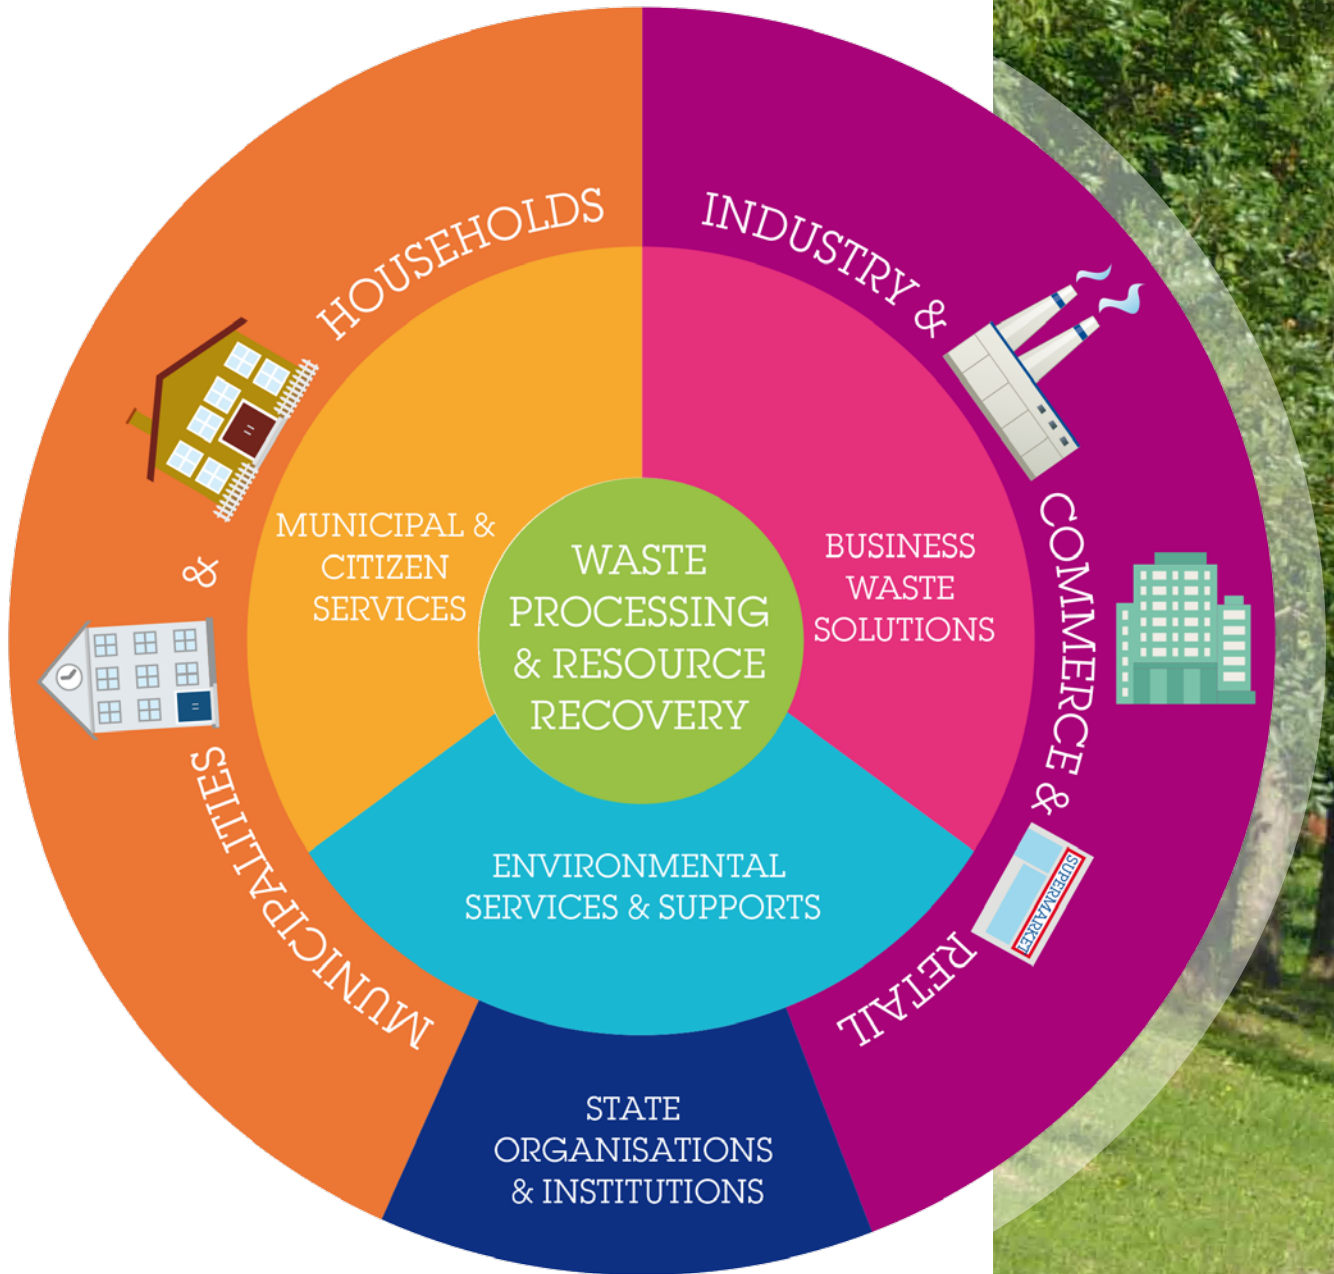 HOUSEHOLDS
&
MUNICIPALITIES
INDUSTRY &
COMMERCE &
RETAIL
SUPERMARKET
MUNICIPAL &
CITIZEN
SERVICES
WASTE
PROCESSING
& RESOURCE
RECOVERY
BUSINESS
WASTE
SOLUTIONS
ENVIRONMENTAL
SERVICES & SUPPORTS
STATE
ORGANISATIONS
& INSTITUTIONS